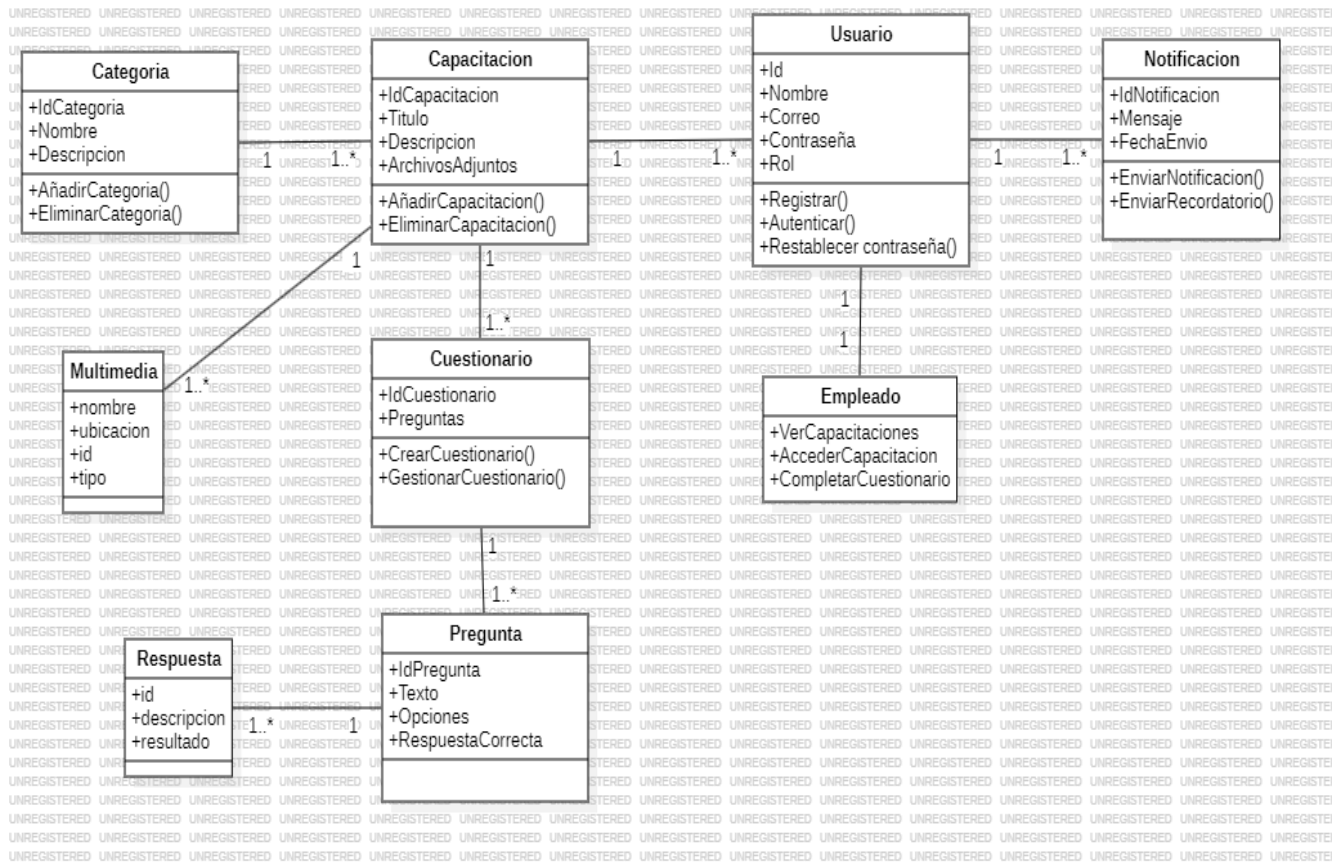 Categoria
+IdCategoria
+Nombre
+Descripcion
+AñadirCategoria()
+EliminarCategoria()
1
1..*
Capacitacion
+IdCapacitacion
+Titulo
+Descripcion
+ArchivosAdjuntos
+AñadirCapacitacion()
+EliminarCapacitacion()
1
1..*
Usuario
+Id
+Nombre
+Correo
+Contraseña
+Rol
+Registrar()
+Autenticar()
+Restablecer contraseña()
1
1..*
Notificacion
+IdNotificacion
+Mensaje
+FechaEnvio
+EnviarNotificacion()
+EnviarRecordatorio()
1
1..*
Multimedia
+nombre
+ubicacion
+id
+tipo
1
1..*
Cuestionario
+IdCuestionario
+Preguntas
+CrearCuestionario()
+GestionarCuestionario()
1
1
Empleado
+VerCapacitaciones
+AccederCapacitacion
+CompletarCuestionario
1
1..*
Respuesta
+id
+descripcion
+resultado
1..*
1
Pregunta
+IdPregunta
+Texto
+Opciones
+RespuestaCorrecta
UNREGISTERED